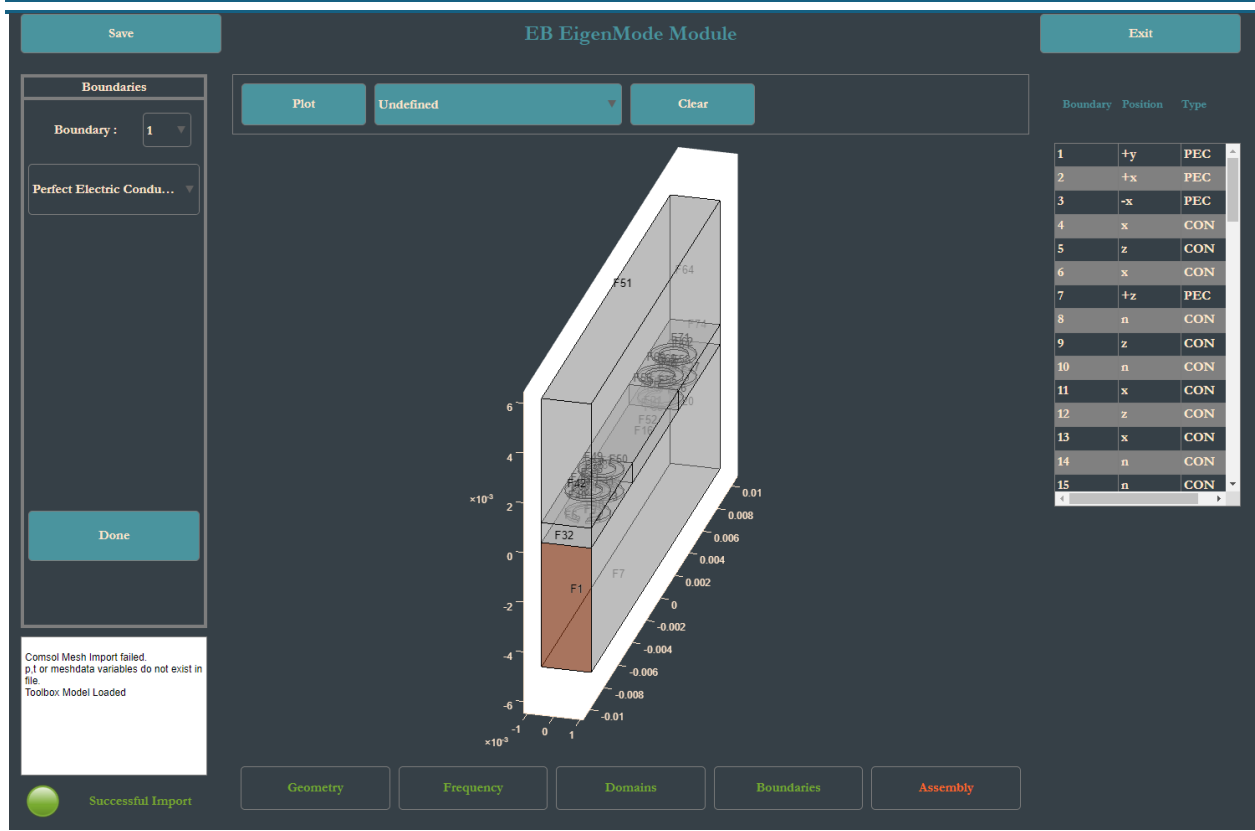 Save
EB EigenMode Module
Exit
Boundaries
Boundary :
1
Perfect Electric Condu...
Done
Plot
Undefined
Clear
Boundary Position Type
1 +y PEC
2 +x PEC
3 -x PEC
4 x CON
5 z CON
6 x CON
7 +z PEC
8 n CON
9 z CON
10 n CON
11 x CON
12 z CON
13 x CON
14 n CON
15 n CON
F51
F64
F74
F71
F52
F16
F50
F42
F32
F1
F7
6
4
2
0
-2
-4
-6
×10-3
0.01
0.008
0.006
0.004
0.002
0
-0.002
-0.004
-0.006
-0.008
-0.01
-1 0 1
×10-3
Comsol Mesh Import failed.
p,t or meshdata variables do not exist in
file.
Toolbox Model Loaded
Successful Import
Geometry
Frequency
Domains
Boundaries
Assembly